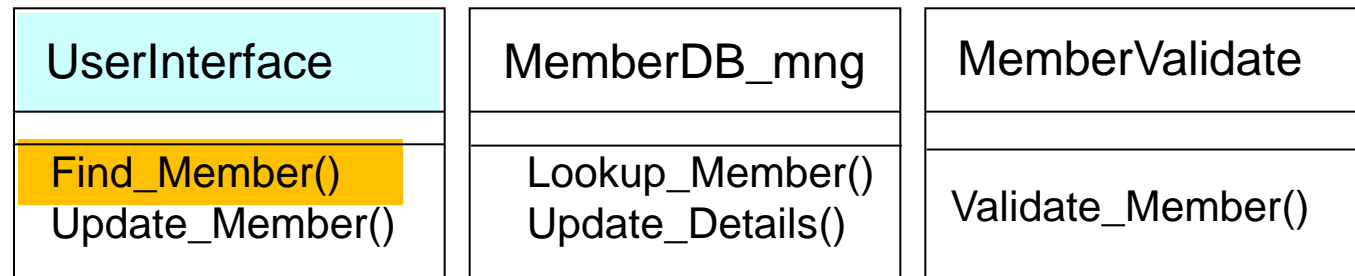 UserInterface
Find_Member()
Update_Member()
MemberDB_mng
Lookup_Member()
Update_Details()
MemberValidate
Validate_Member()